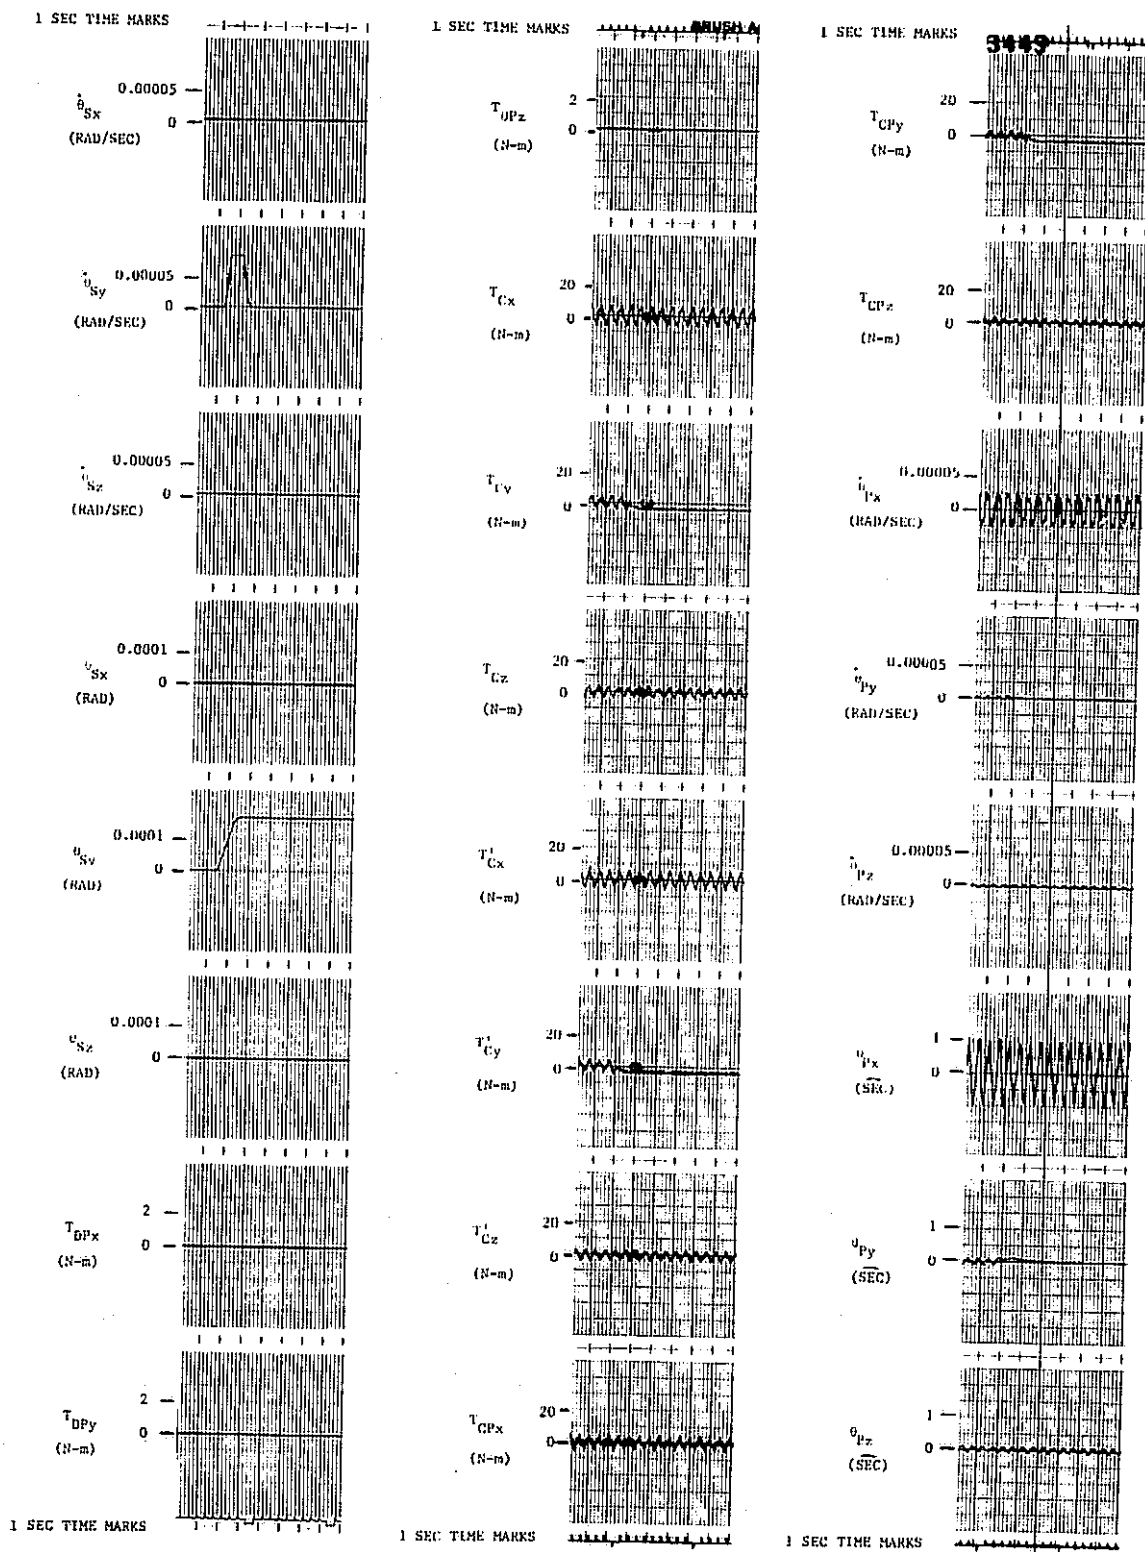 1 SEC TIME MARKS
0.00005
θ̇Sx
0
(RAD/SEC)
0.00005
θ̇Sy
0
(RAD/SEC)
0.00005
θ̇Sz
0
(RAD/SEC)
0.0001
θSx
0
(RAD)
0.0001
θSy
0
(RAD)
0.0001
θSz
0
(RAD)
2
TDPx
0
(N-m)
2
TDPy
0
(N-m)
1 SEC TIME MARKS
1 SEC TIME MARKS
BRUSH A
2
TDPz
0
(N-m)
20
TCx
0
(N-m)
20
TCy
0
(N-m)
20
TCz
0
(N-m)
20
T'Cx
0
(N-m)
20
T'Cy
0
(N-m)
20
T'Cz
0
(N-m)
20
TCPx
0
(N-m)
1 SEC TIME MARKS
1 SEC TIME MARKS
3443
20
TCPy
0
(N-m)
20
TCPz
0
(N-m)
0.00005
θ̇Px
0
(RAD/SEC)
0.00005
θ̇Py
0
(RAD/SEC)
0.00005
θ̇Pz
0
(RAD/SEC)
1
θPx
0
(SEC)
1
θPy
0
(SEC)
1
θPz
0
(SEC)
1 SEC TIME MARKS